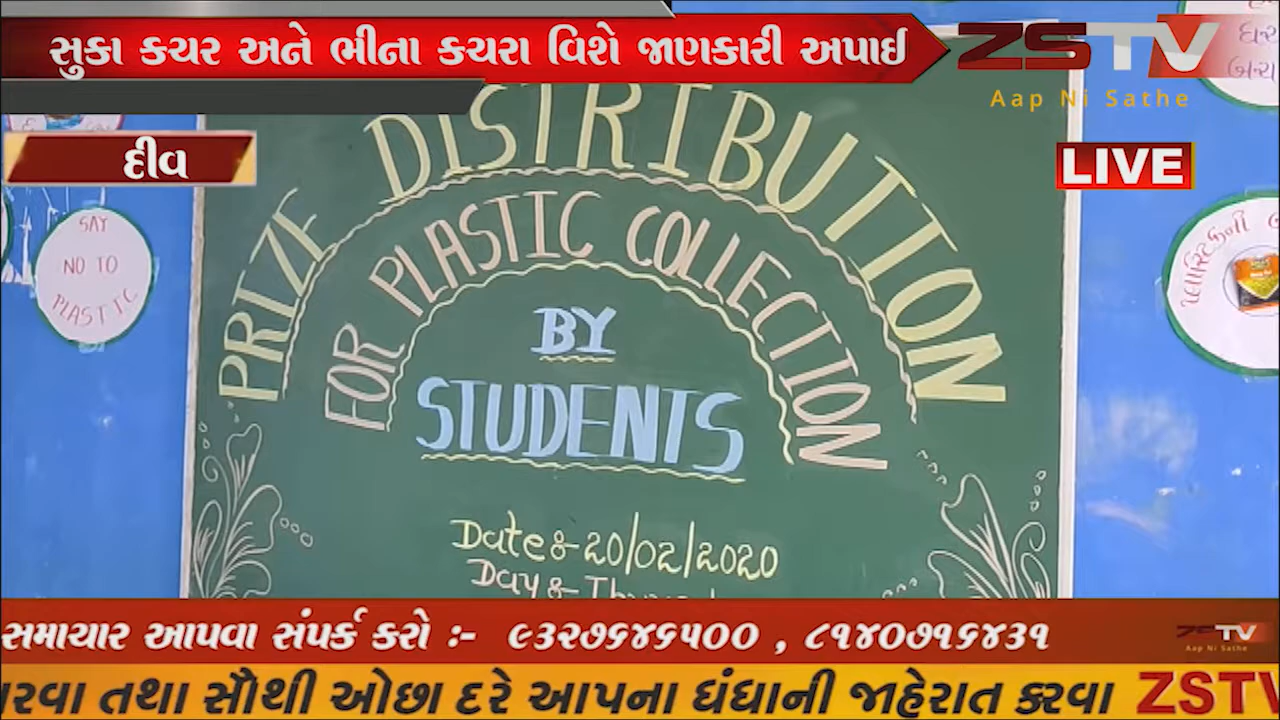 સુકા કચર અને ભીના કચરા વિશે જાણકારી અપાઈ
ZSTV
Aap Ni Sathe
દીવ
LIVE
PRIZE DISTRIBUTION
FOR PLASTIC COLLECTION
BY
STUDENTS
Date:- 20/02/2020
SAY
NO TO
PLASTIC
સમાચાર આપવા સંપર્ક કરો :- ૯૩૨૭૬૪૬૫૦૦ , ૮૧૪૦૭૧૬૪૩૧
ZSTV
Aap Ni Sathe
તથા સૌથી ઓછા દરે આપના ધંધાની જાહેરાત કરવા ZSTV